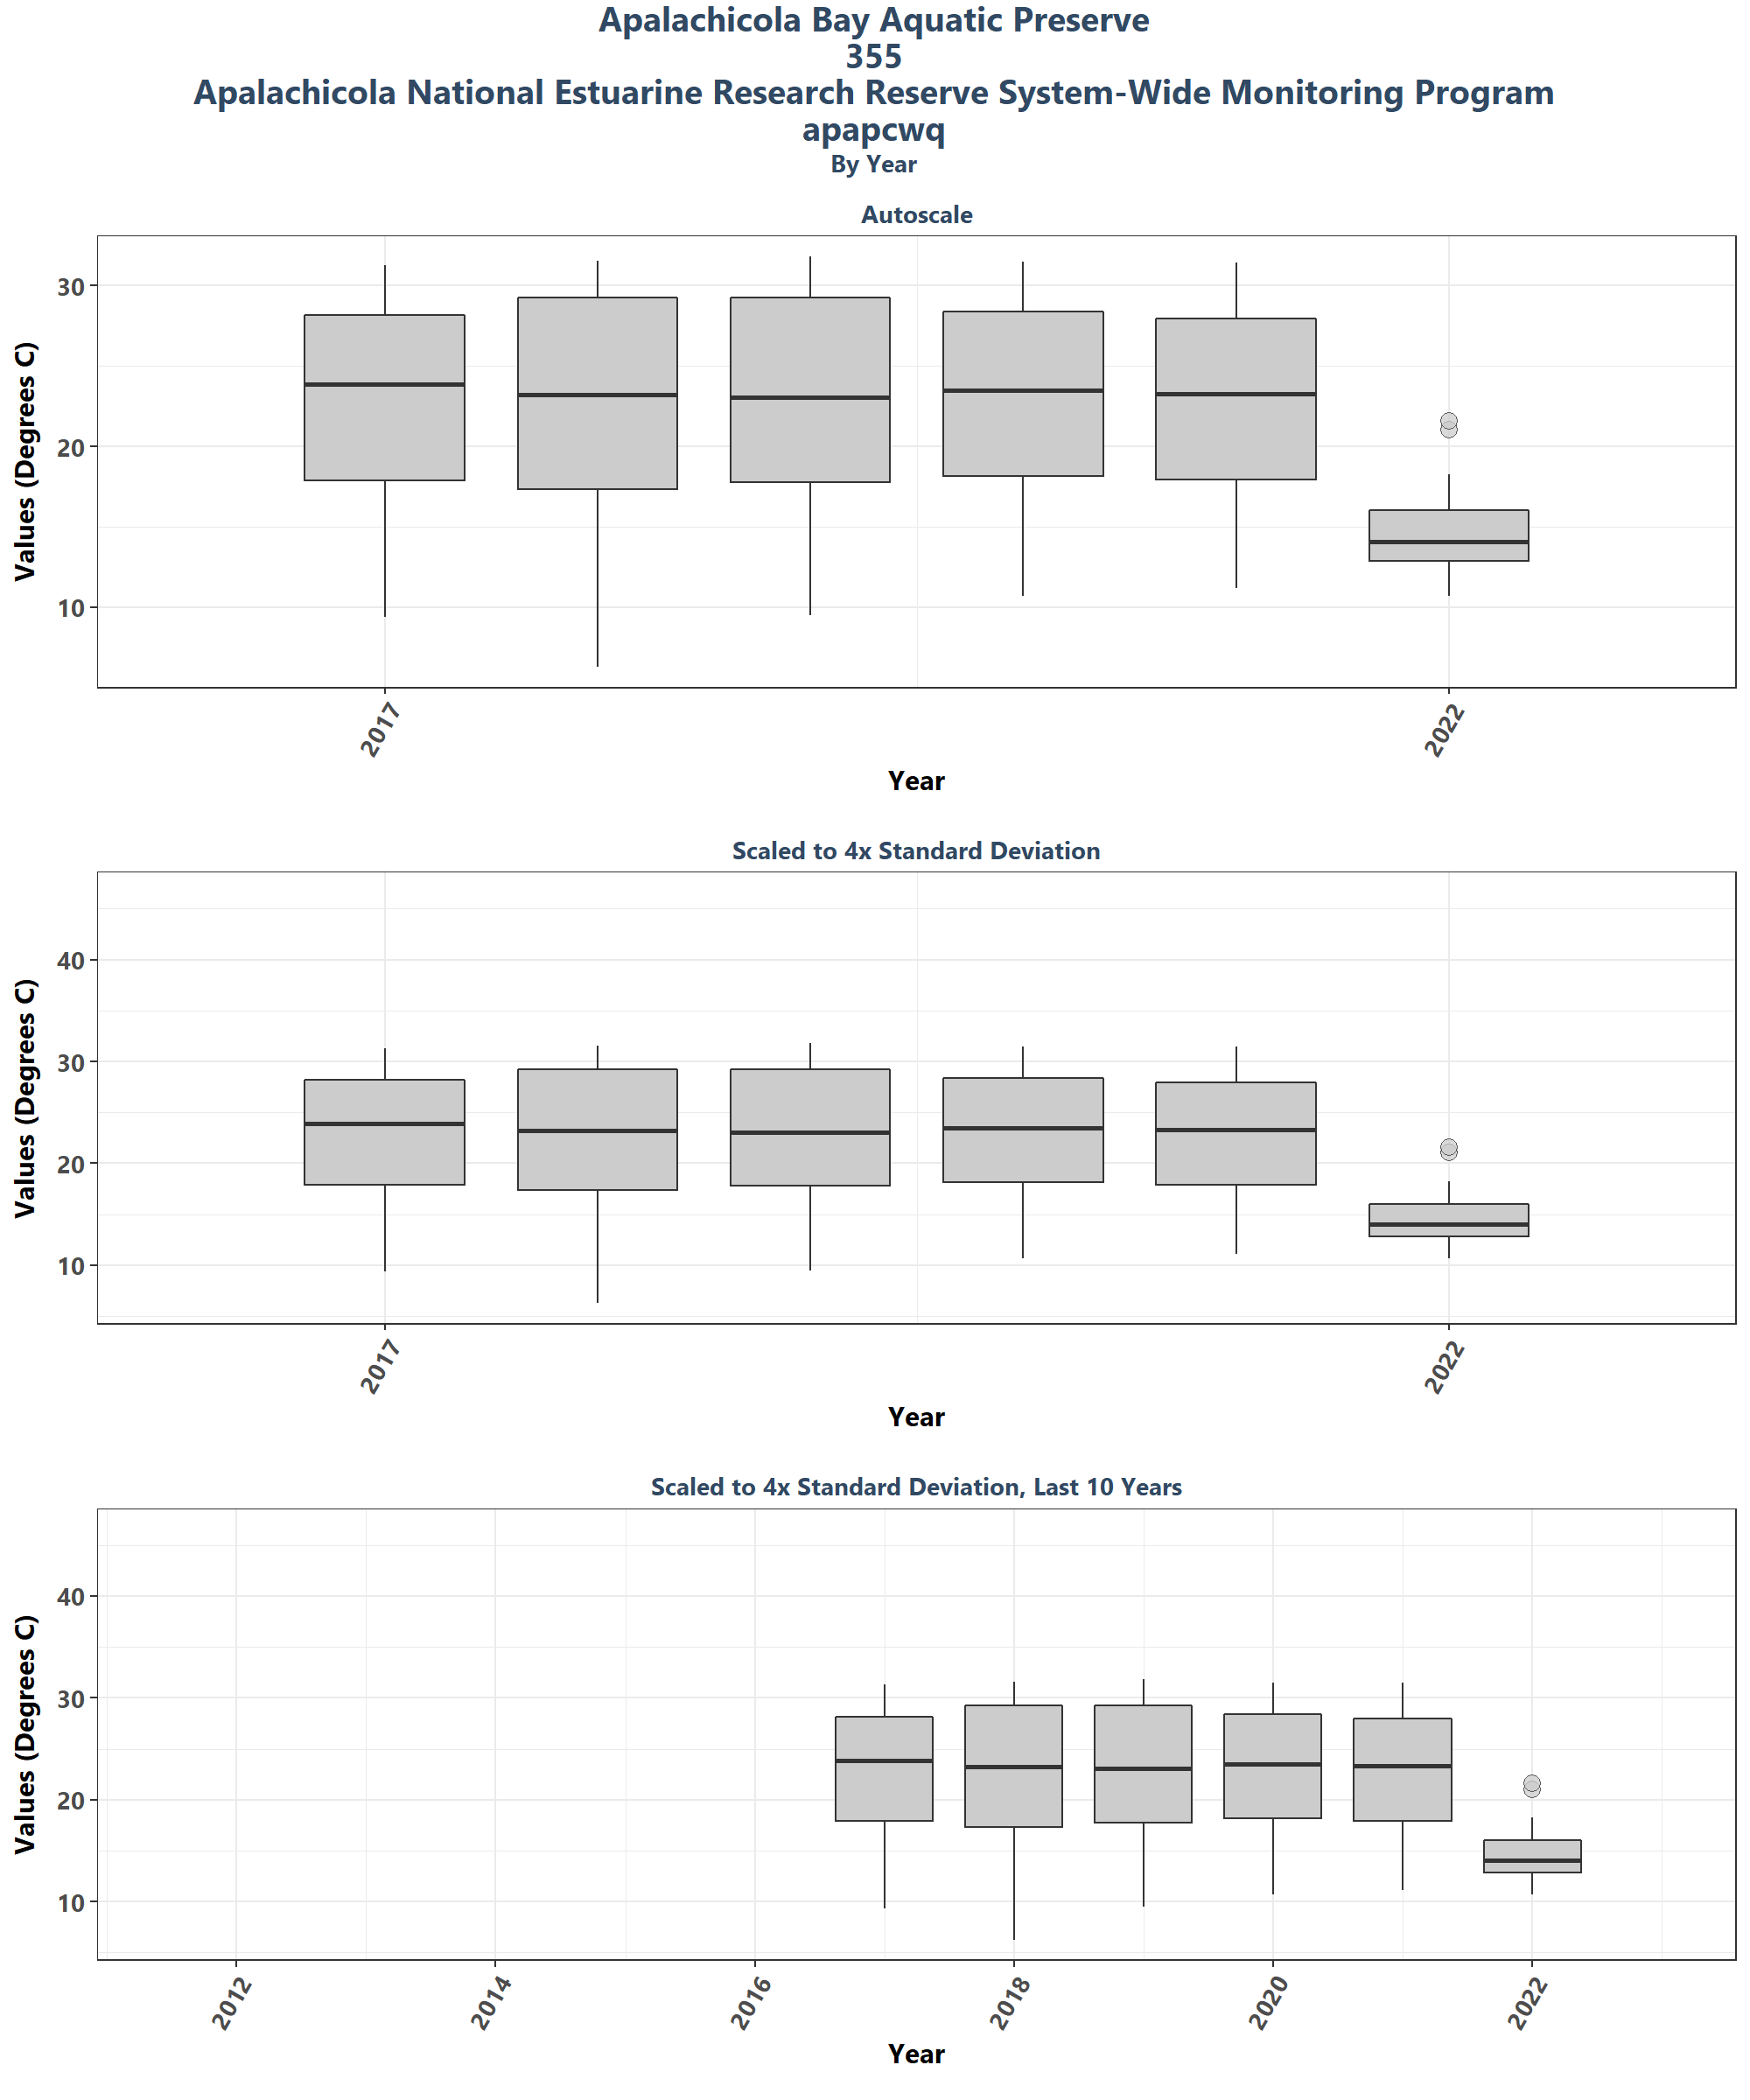 Apalachicola Bay Aquatic Preserve
355
Apalachicola National Estuarine Research Reserve System-Wide Monitoring Program
apapcwq
By Year
Autoscale
Values (Degrees C)
30
20
10
2017
2022
Year
Scaled to 4x Standard Deviation
Values (Degrees C)
40
30
20
10
2017
2022
Year
Scaled to 4x Standard Deviation, Last 10 Years
Values (Degrees C)
40
30
20
10
2012
2014
2016
2018
2020
2022
Year